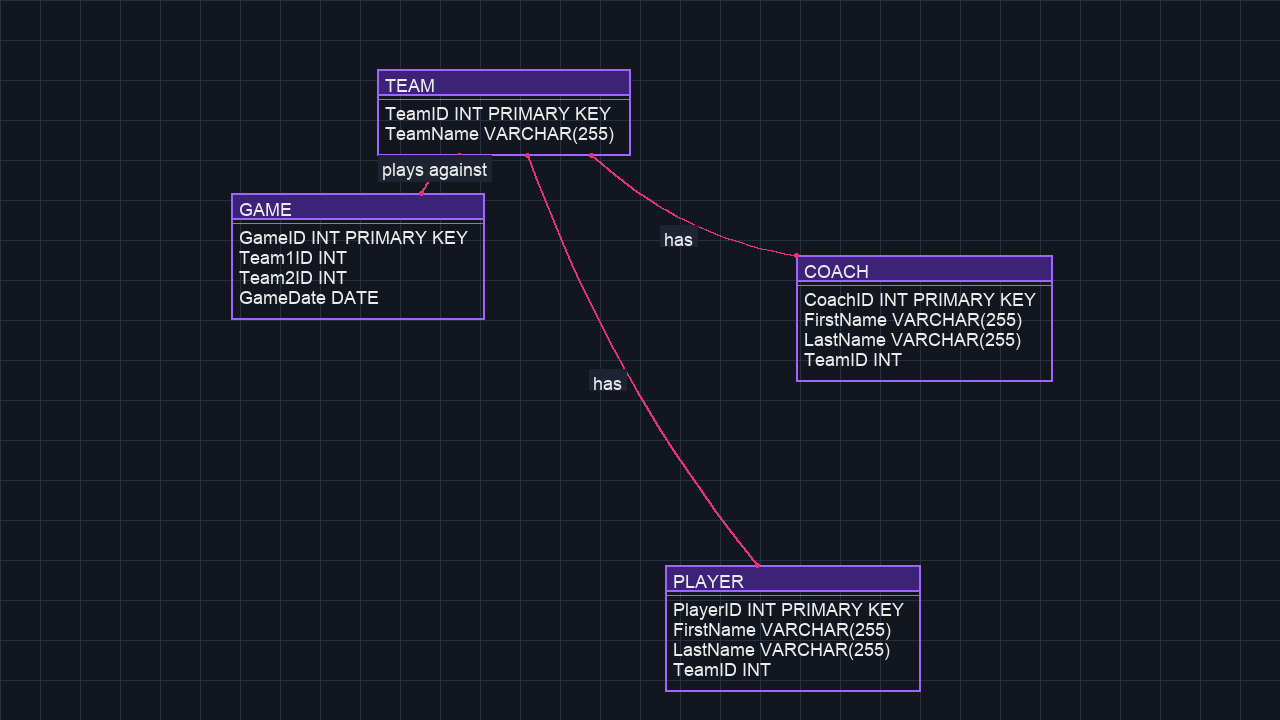 TEAM
TeamID INT PRIMARY KEY
TeamName VARCHAR(255)
plays against
GAME
GameID INT PRIMARY KEY
Team1ID INT
Team2ID INT
GameDate DATE
has
COACH
CoachID INT PRIMARY KEY
FirstName VARCHAR(255)
LastName VARCHAR(255)
TeamID INT
has
PLAYER
PlayerID INT PRIMARY KEY
FirstName VARCHAR(255)
LastName VARCHAR(255)
TeamID INT